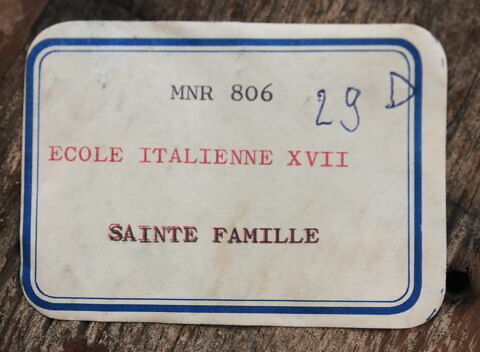 MNR 806
29 D
ECOLE ITALIENNE XVII
SAINTE FAMILLE